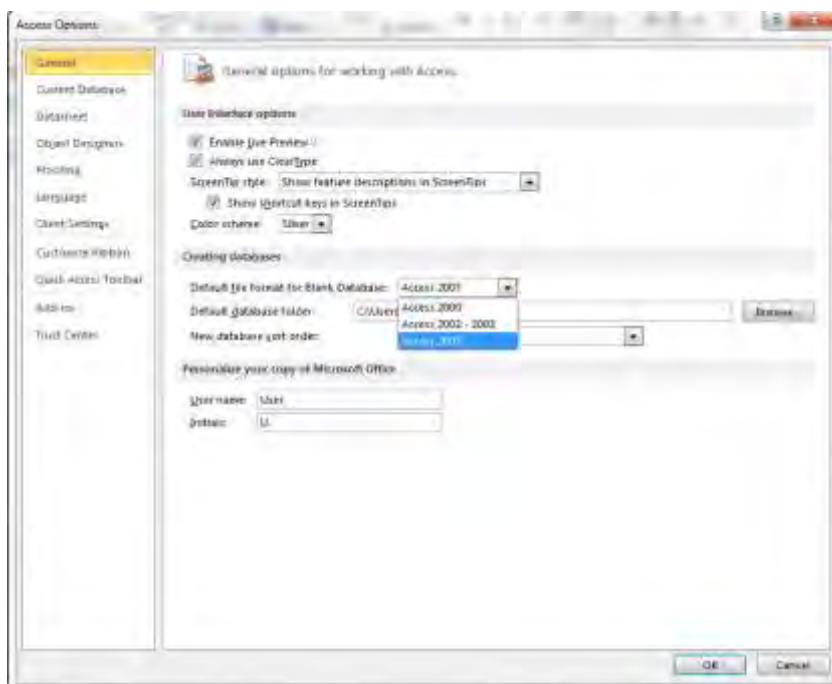 Access Options
General
Current Database
Datasheet
Object Designers
Proofing
Language
Client Settings
Customize Ribbon
Quick Access Toolbar
Add-ins
Trust Center
General options for working with Access.
User Interface options
Enable Live Preview
Always use ClearType
ScreenTip style: Show feature descriptions in ScreenTips
Show shortcut keys in ScreenTips
Color scheme: Silver
Creating databases
Default file format for Blank Database: Access 2007
Access 2000
Default database folder: C:\Users
Browse...
Access 2002 - 2003
New database sort order:
Access 2007
Personalize your copy of Microsoft Office
User name: User
Initials: U
OK
Cancel